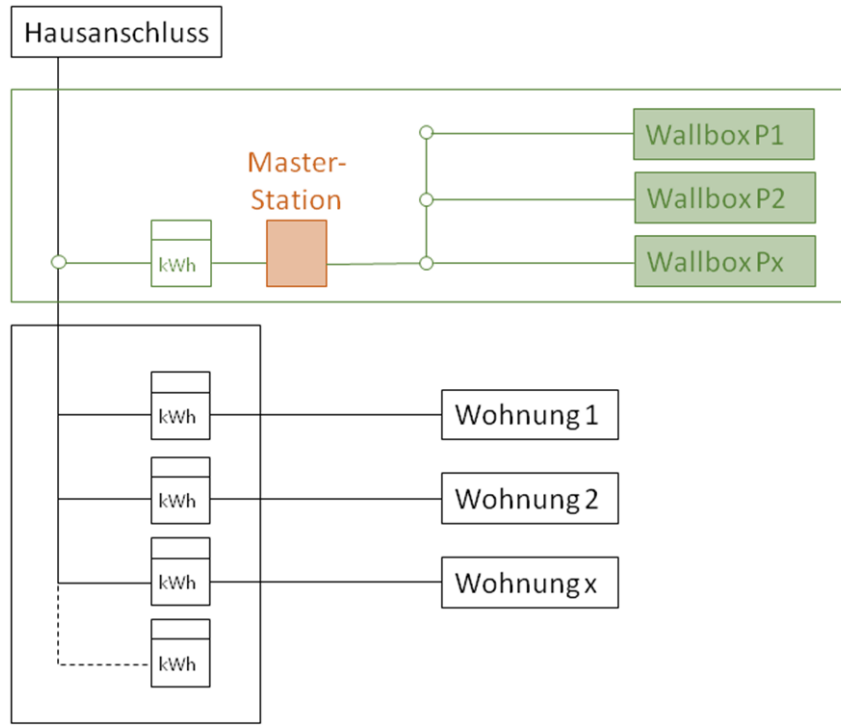 Hausanschluss
Wallbox P1
Master-
Station
Wallbox P2
kWh
Wallbox Px
kWh
Wohnung 1
kWh
Wohnung 2
kWh
Wohnung x
kWh